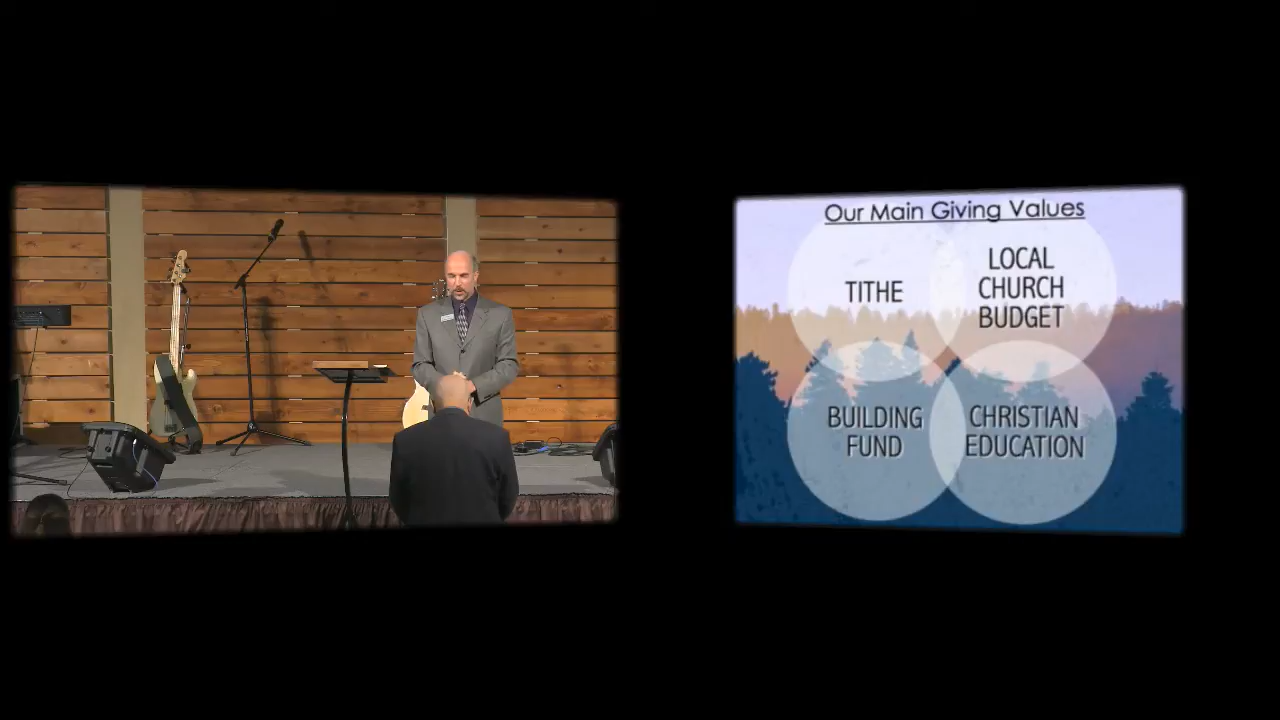 Our Main Giving Values
TITHE
LOCAL
CHURCH
BUDGET
BUILDING
FUND
CHRISTIAN
EDUCATION